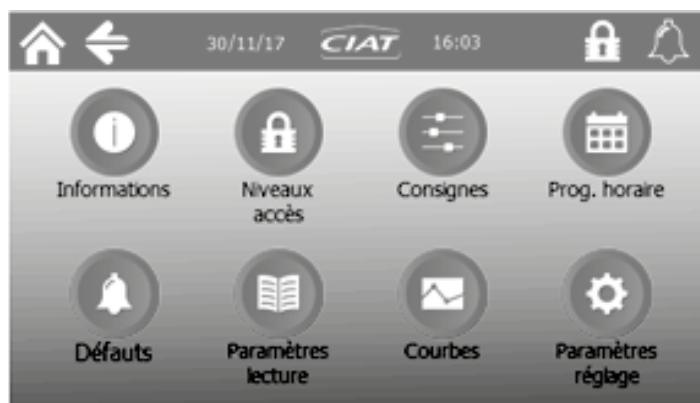 30/11/17 CIAT 16:03
Informations Niveaux accès Consignes Prog. horaire
Défauts Paramètres lecture Courbes Paramètres réglage